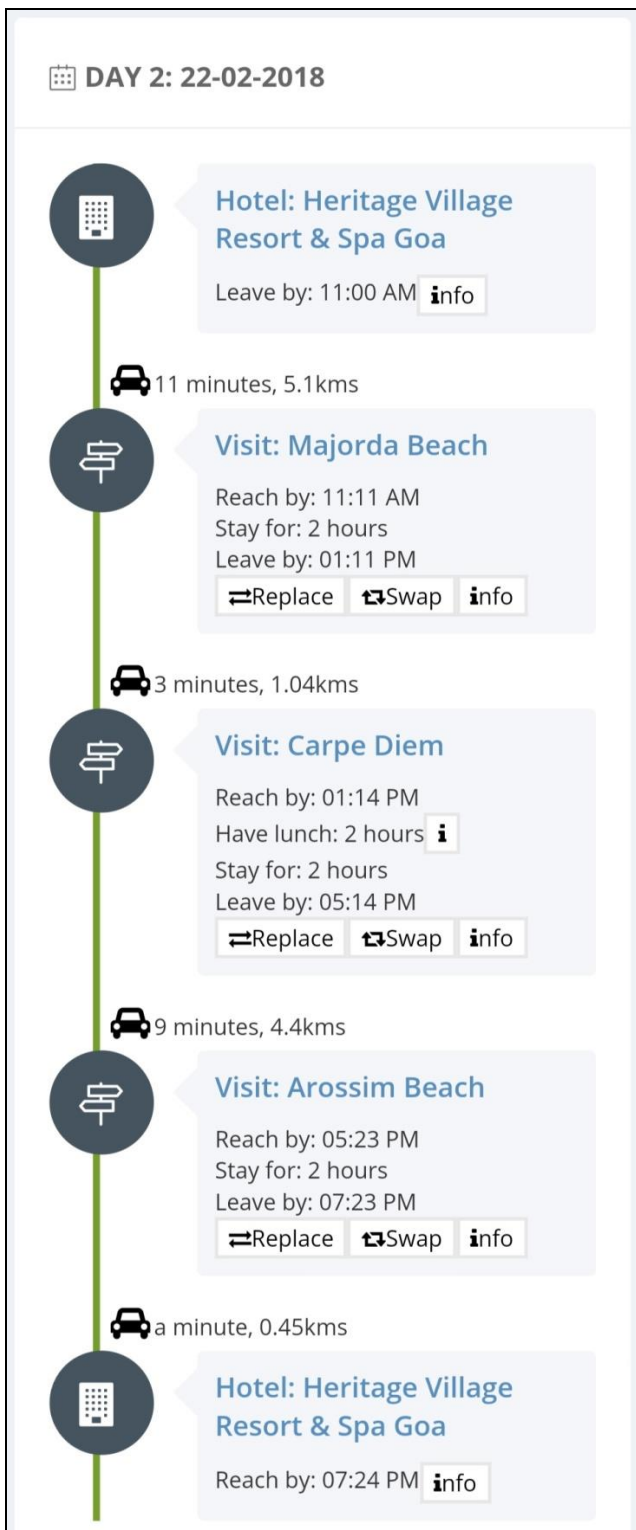 DAY 2: 22-02-2018
Hotel: Heritage Village
Resort & Spa Goa
Leave by: 11:00 AM info
11 minutes, 5.1kms
Visit: Majorda Beach
Reach by: 11:11 AM
Stay for: 2 hours
Leave by: 01:11 PM
Replace Swap info
3 minutes, 1.04kms
Visit: Carpe Diem
Reach by: 01:14 PM
Have lunch: 2 hours i
Stay for: 2 hours
Leave by: 05:14 PM
Replace Swap info
9 minutes, 4.4kms
Visit: Arossim Beach
Reach by: 05:23 PM
Stay for: 2 hours
Leave by: 07:23 PM
Replace Swap info
a minute, 0.45kms
Hotel: Heritage Village
Resort & Spa Goa
Reach by: 07:24 PM info